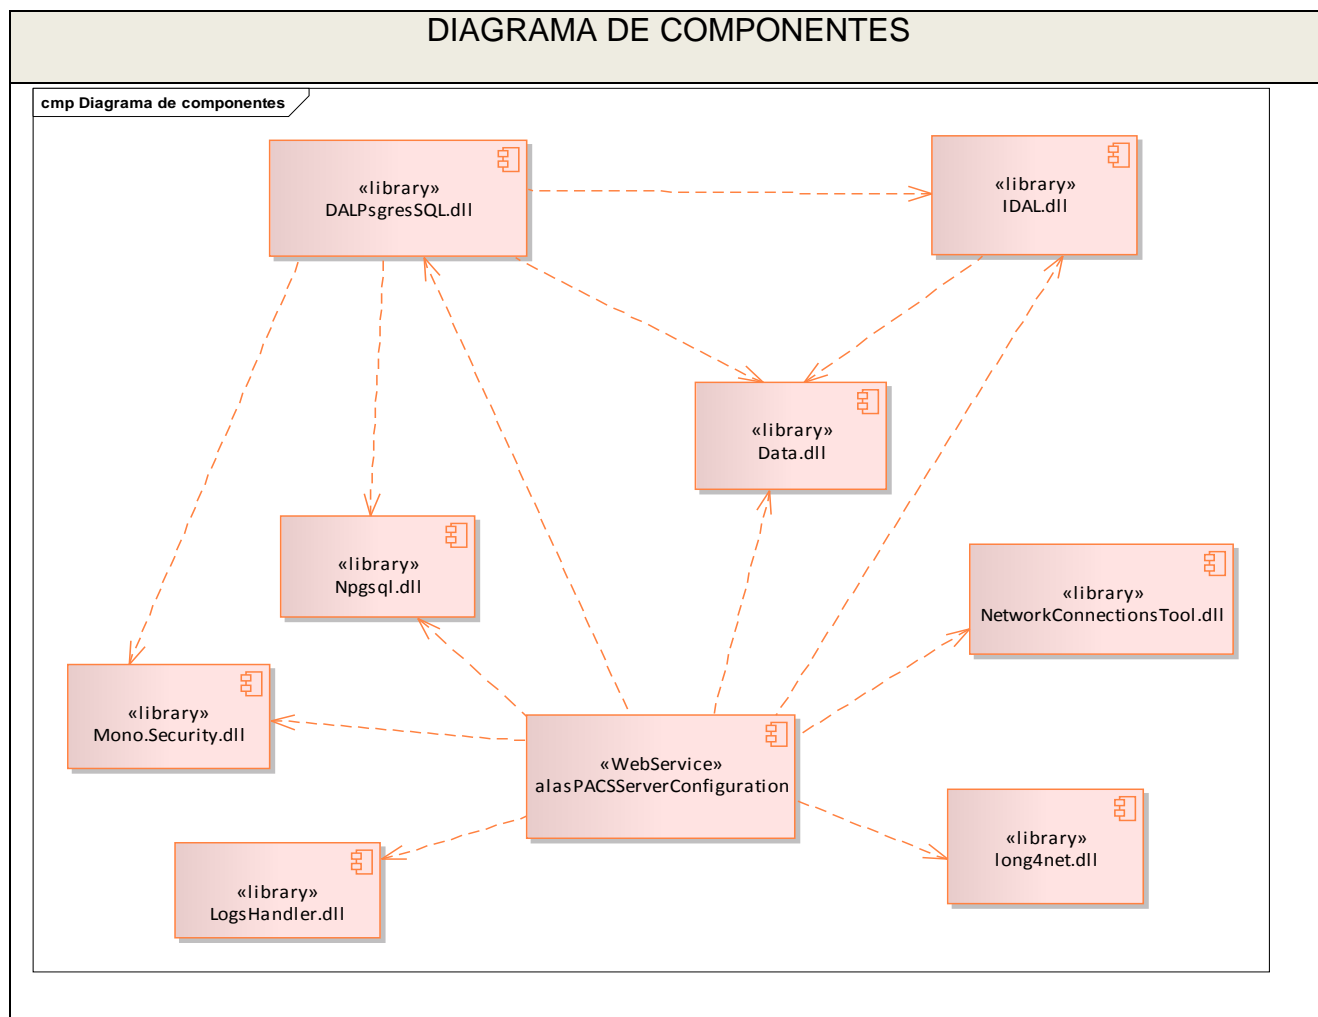 DIAGRAMA DE COMPONENTES
cmp Diagrama de componentes
«library»
DALPsgresSQL.dll
«library»
IDAL.dll
«library»
Data.dll
«library»
Npgsql.dll
«library»
NetworkConnectionsTool.dll
«library»
Mono.Security.dll
«WebService»
alasPACSServerConfiguration
«library»
long4net.dll
«library»
LogsHandler.dll